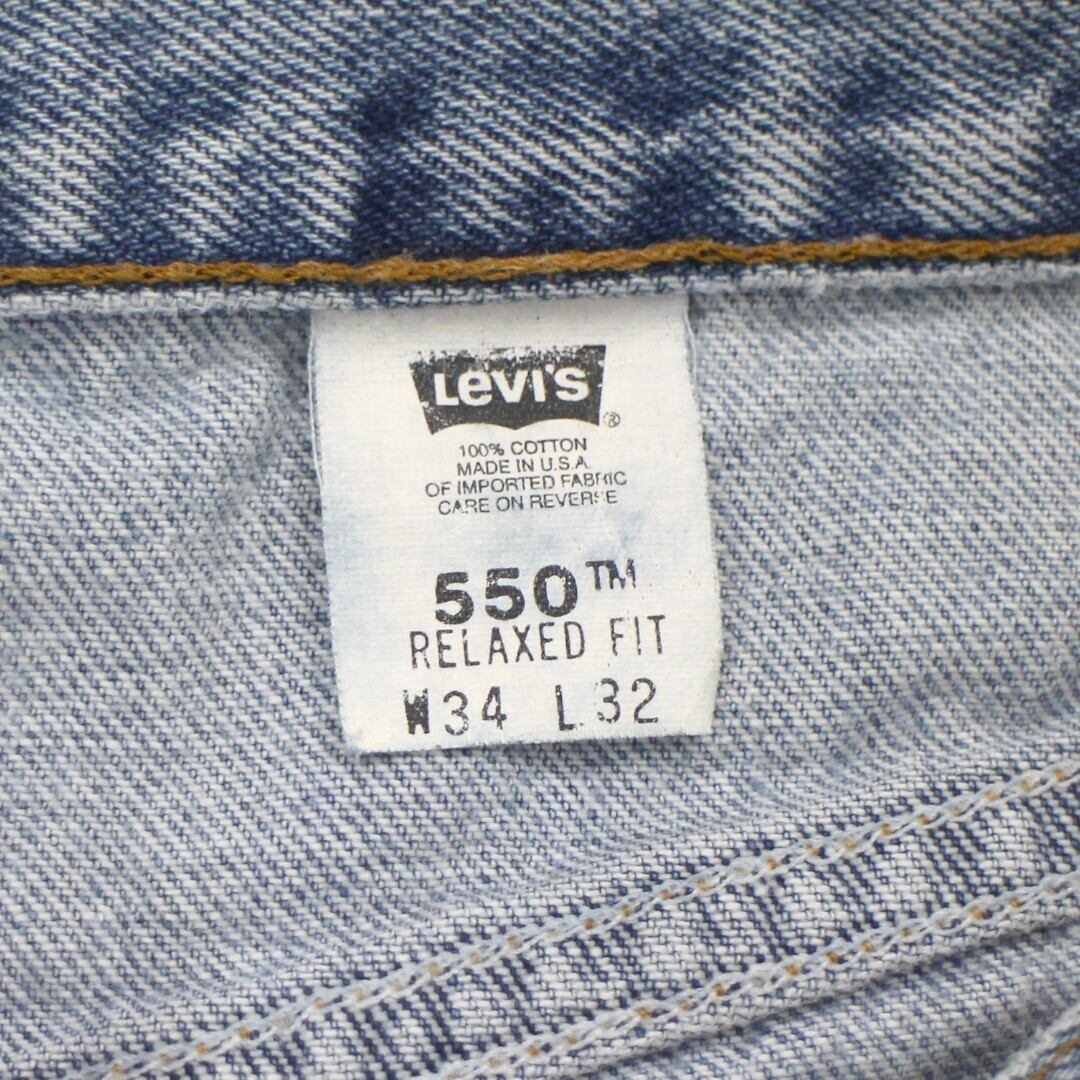 Levi's ®
100% COTTON
MADE IN U.S.A
OF IMPORTED FABRIC
CARE ON REVERSE
550™
RELAXED FIT
W34 L32